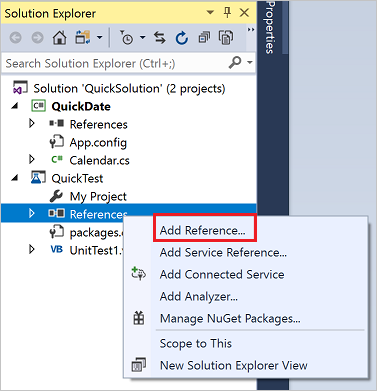 Solution Explorer
Properties
Search Solution Explorer (Ctrl+;)
Solution 'QuickSolution' (2 projects)
C# QuickDate
References
App.config
C# Calendar.cs
QuickTest
My Project
References
packages.
VB UnitTest1.
Add Reference...
Add Service Reference...
Add Connected Service
Add Analyzer...
Manage NuGet Packages...
Scope to This
New Solution Explorer View